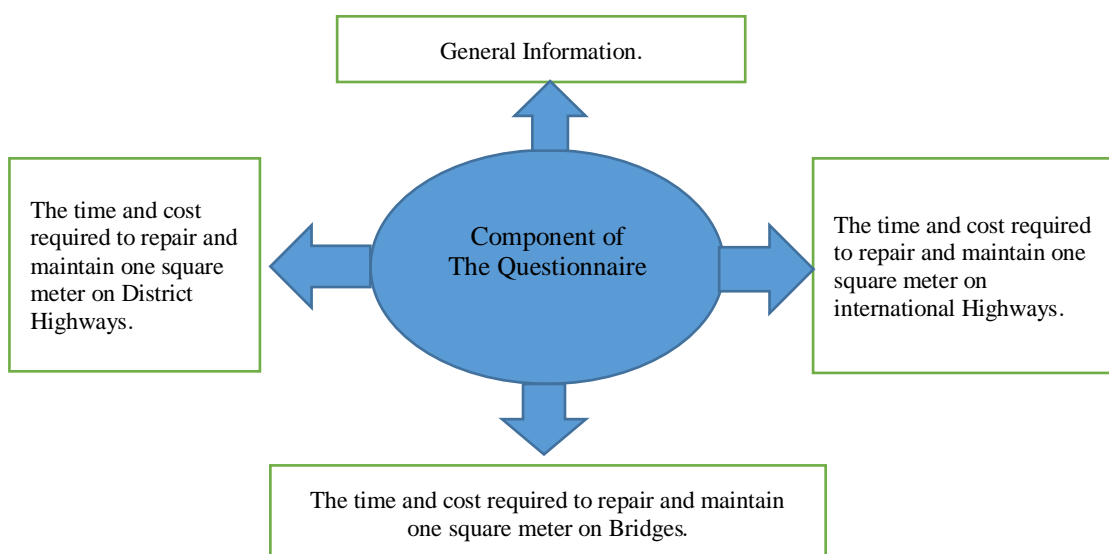 General Information.
The time and cost
required to repair and
maintain one square
meter on District
Highways.
Component of
The Questionnaire
The time and cost required
to repair and maintain one
square meter on
international Highways.
The time and cost required to repair and maintain
one square meter on Bridges.